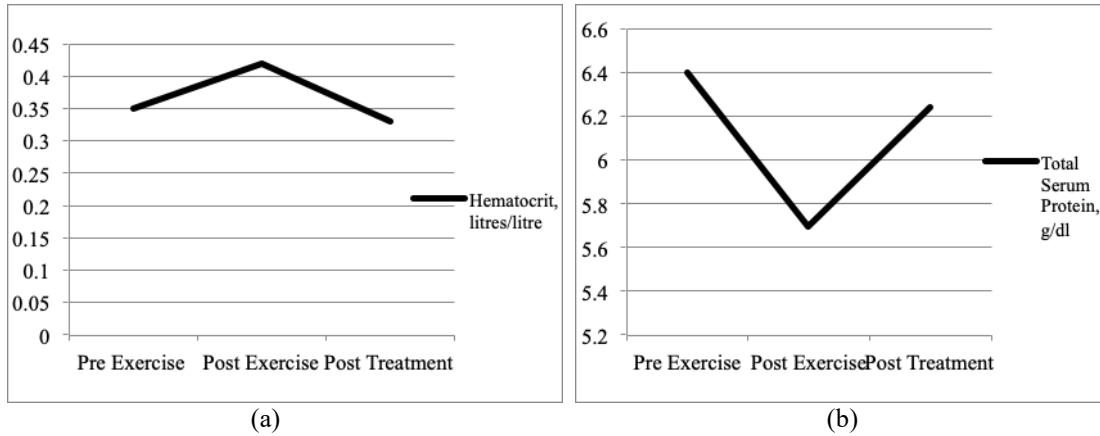 0.45
0.4
0.35
0.3
0.25
0.2
0.15
0.1
0.05
0
Pre Exercise
Post Exercise
Post Treatment
Hematocrit,
litres/litre
(a)
6.6
6.4
6.2
6
5.8
5.6
5.4
5.2
Pre Exercise
Post Exercise
Post Treatment
Total
Serum
Protein,
g/dl
(b)